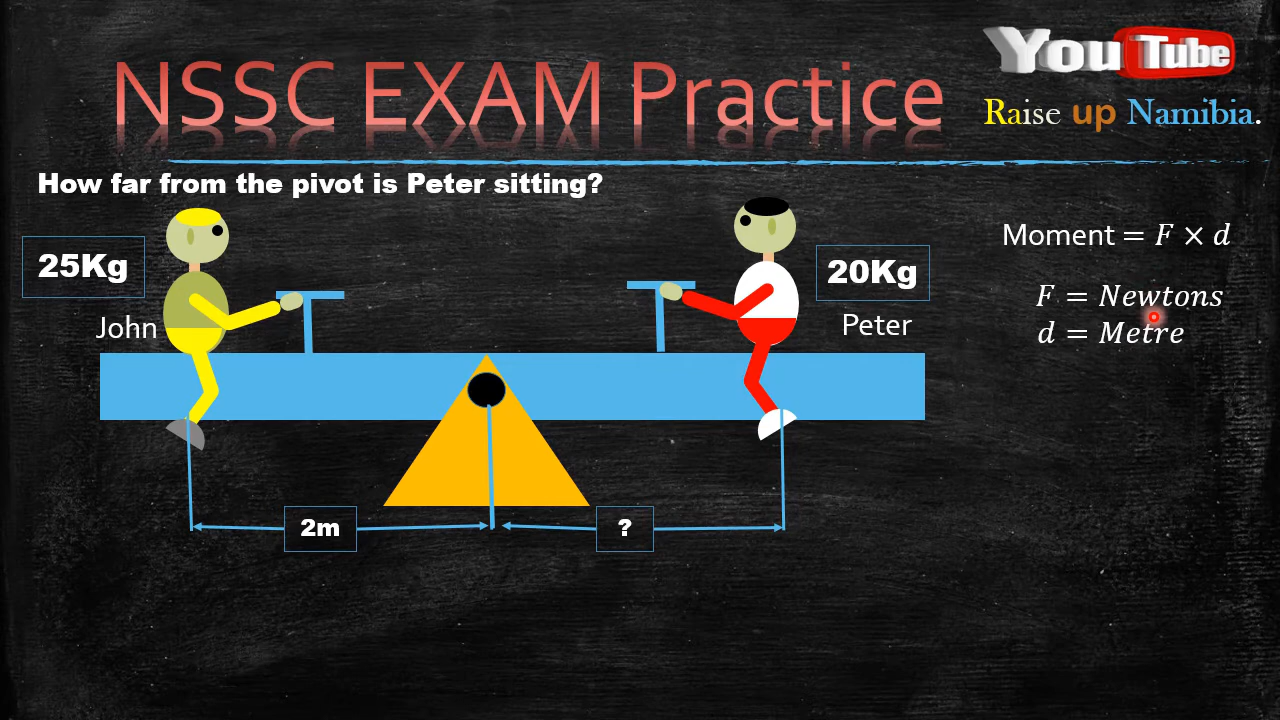 YouTube
NSSC EXAM Practice
Raise up Namibia.
How far from the pivot is Peter sitting?
25Kg
20Kg
John
Peter
Moment = F × d
F = Newtons
d = Metre
2m
?